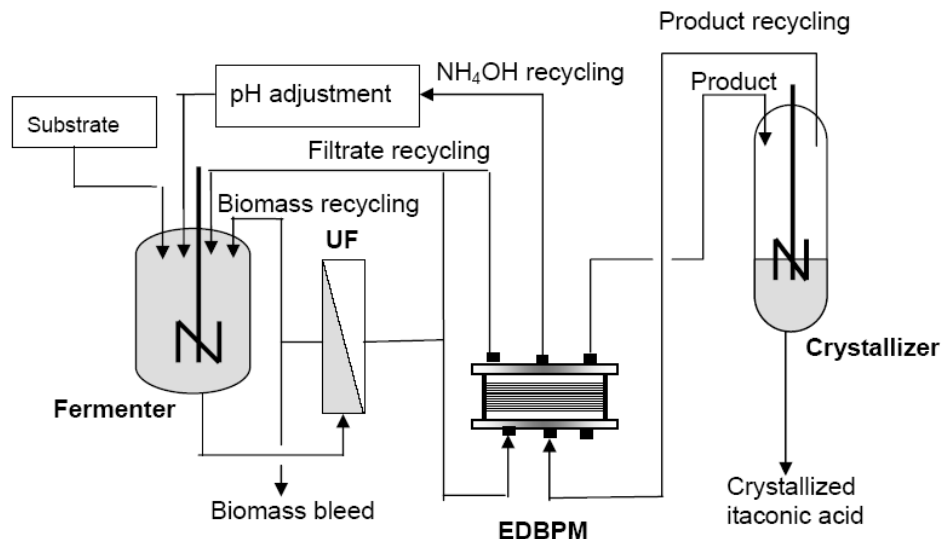 Product recycling
NH₄OH recycling
Product
pH adjustment
Substrate
Filtrate recycling
Biomass recycling
UF
Crystallizer
Fermenter
Biomass bleed
EDBPM
Crystallized
itaconic acid